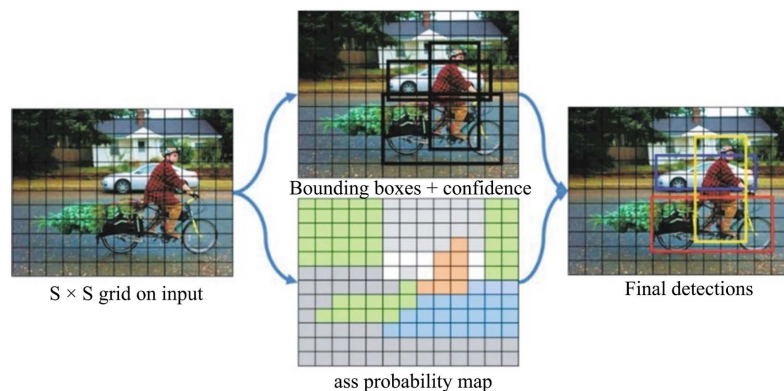 Bounding boxes + confidence
S × S grid on input
Final detections
ass probability map